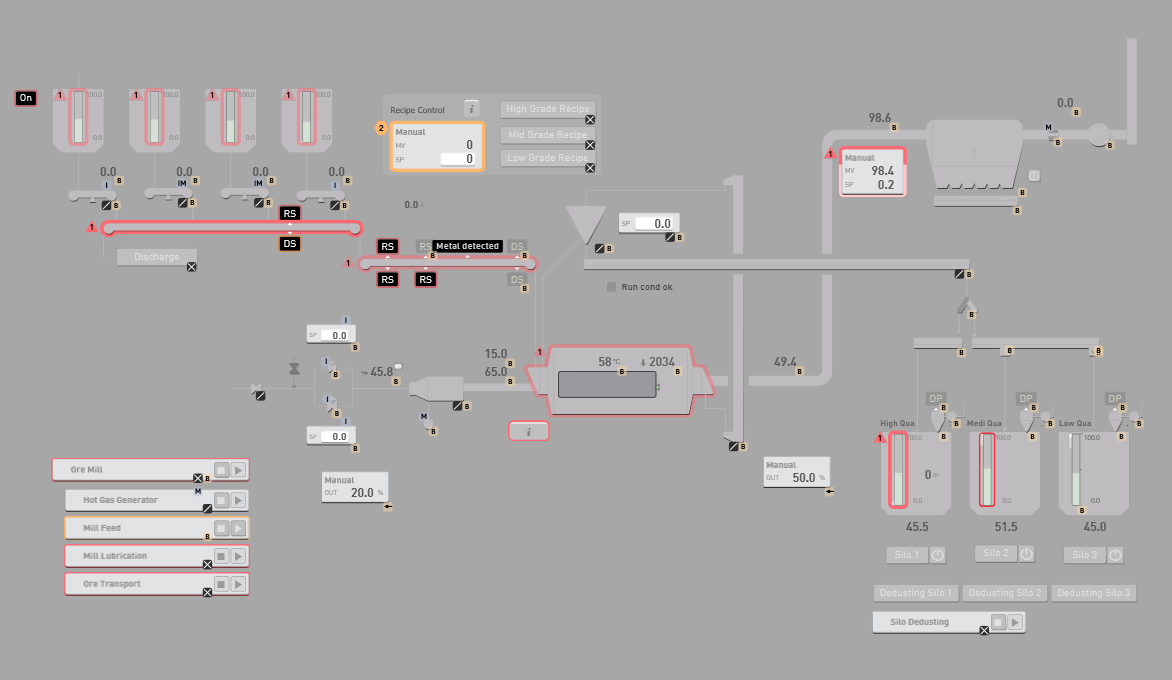 On
1 100.0 1 100.0 1 100.0 1 100.0
0.0 0.0 0.0 0.0
0.0 B 0.0 B 0.0 B 0.0 B
I IM IM I
B B B B
1 RS
DS
Discharge
Recipe Control i
2 Manual
MV 0
SP 0
High Grade Recipe
Mid Grade Recipe
Low Grade Recipe
0.0
1 RS RS B Metal detected DS B
RS RS DS B
SP 0.0 B
B
Run cond ok
98.6 B
1 Manual
MV 98.4
SP 0.2
0.0 B
M B B
B
B
B
I
SP 0.0 B
I B
45.8 B
I B
I
SP 0.0 B
M B
15.0 B
65.0 B
B
1 58 °C B 2034 B
i
49.4 B
B
Manual
OUT 20.0 %
Manual
OUT 50.0 %
B
B B B
DP B B DP B B DP B B
B B B
High Qua Medi Qua Low Qua
1 100.0 100.0 100.0
0 m
0.0 0.0 0.0
B
45.5 51.5 45.0
Silo 1 Silo 2 Silo 3
Dedusting Silo 1 Dedusting Silo 2 Dedusting Silo 3
Silo Dedusting
Ore Mill B
Hot Gas Generator M
Mill Feed B
Mill Lubrication
Ore Transport